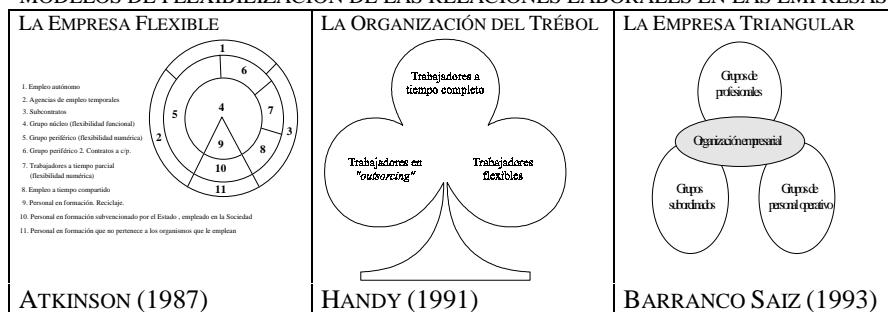 MODELOS DE FLEXIBILIZACIÓN DE LAS RELACIONES LABORALES EN LAS EMPRESAS
LA EMPRESA FLEXIBLE
1. Empleo autónomo
2. Agencias de empleo temporales
3. Subcontratos
4. Grupo núcleo (flexibilidad funcional)
5. Grupo periférico (flexibilidad numérica)
6. Grupo periférico 2. Contratos a c/p.
7. Trabajadores a tiempo parcial
(flexibilidad numérica)
8. Empleo a tiempo compartido
9. Personal en formación. Reciclaje.
10. Personal en formación subvencionado por el Estado , empleado en la Sociedad
11. Personal en formación que no pertenece a los organismos que le emplean
1
6
5
4
7
2
3
9
8
10
11
ATKINSON (1987)
LA ORGANIZACIÓN DEL TRÉBOL
Trabajadores a
tiempo completo
Trabajadores en
"outsorcing"
Trabajadores
flexibles
HANDY (1991)
LA EMPRESA TRIANGULAR
Grupos de
profesionales
Organización empresarial
Grupos
subordinados
Grupos de
personal operativo
BARRANCO SAIZ (1993)